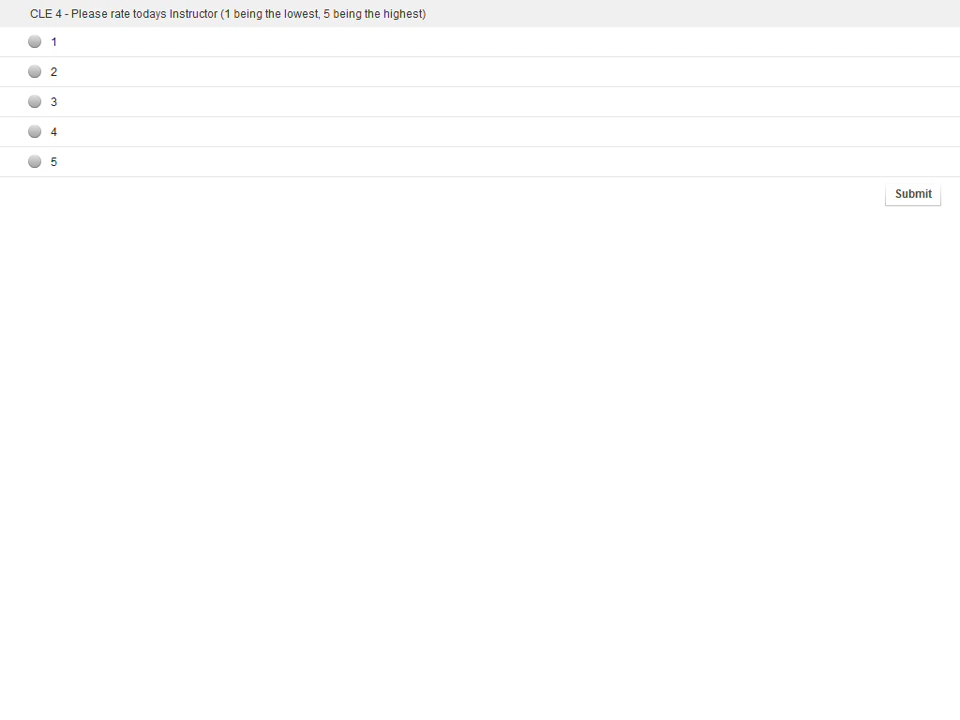 CLE 4 - Please rate todays Instructor (1 being the lowest, 5 being the highest)
1
2
3
4
5
Submit